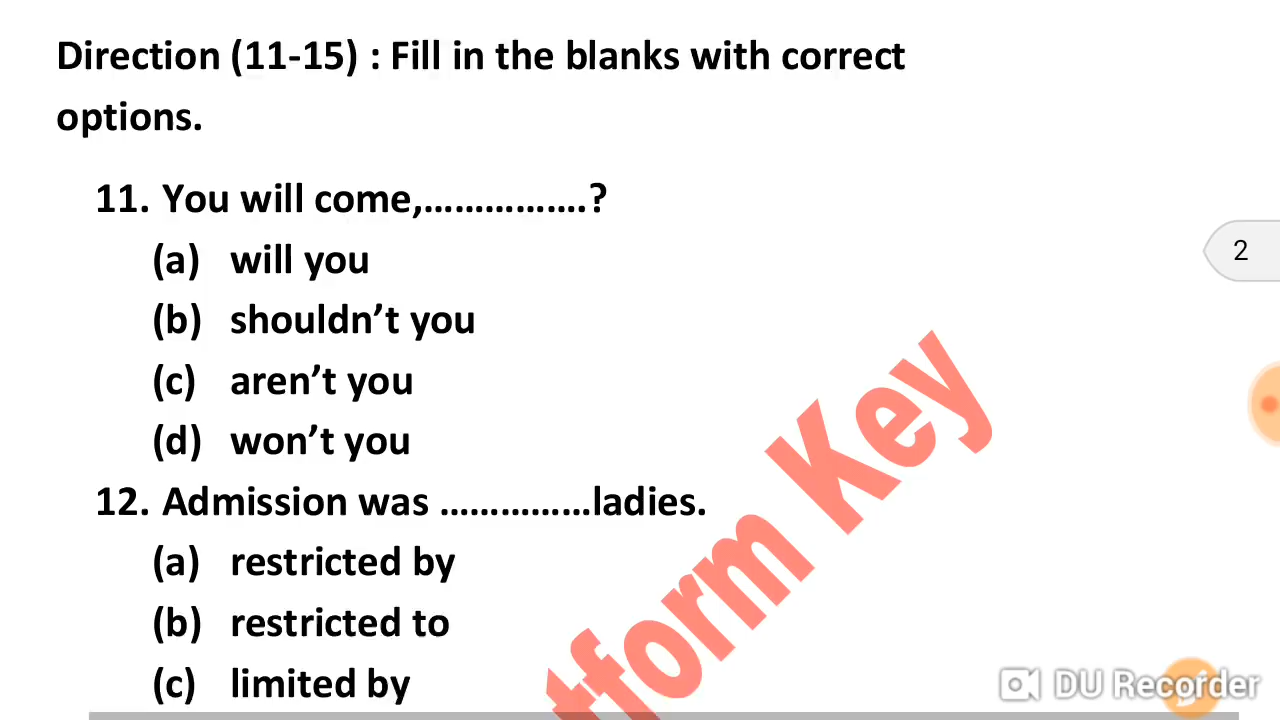 Direction (11-15) : Fill in the blanks with correct
options.
11. You will come,................?
(a) will you
(b) shouldn't you
(c) aren't you
(d) won't you
12. Admission was ...............ladies.
(a) restricted by
(b) restricted to
(c) limited by
2
tform Key
DU Recorder